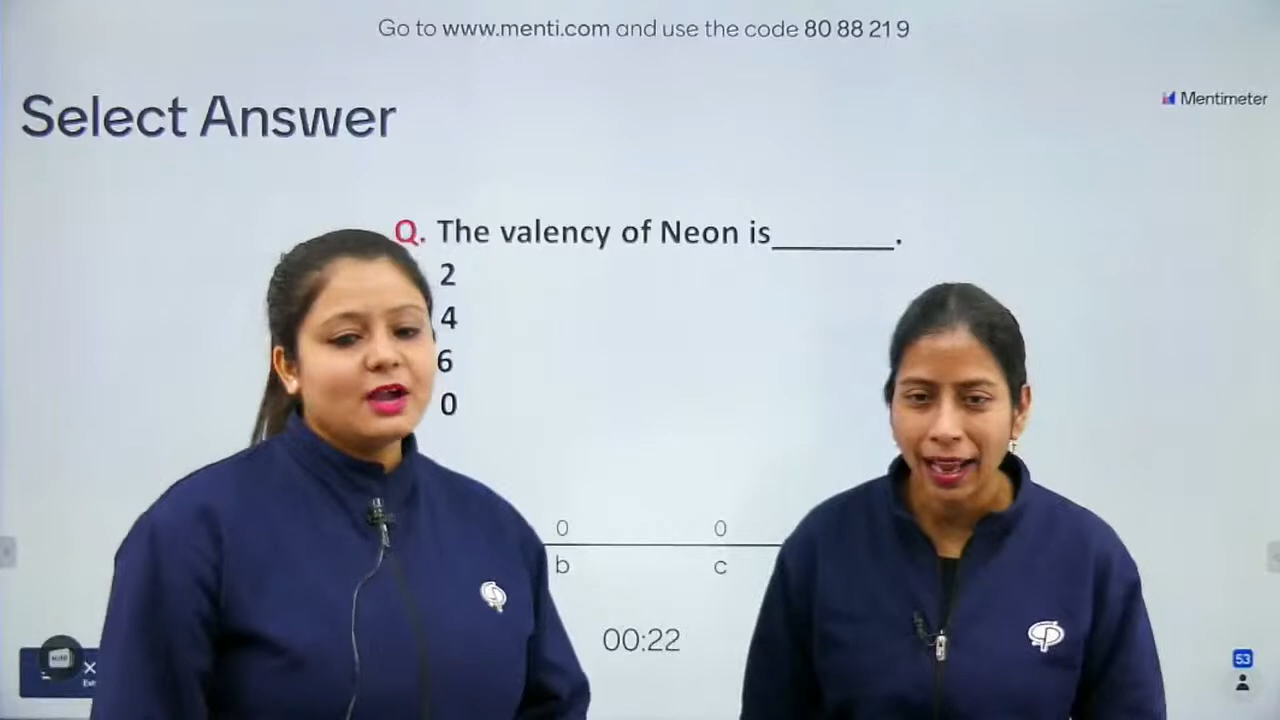 Go to www.menti.com and use the code 80 88 21 9
Select Answer
Mentimeter
Q. The valency of Neon is_______.
2
4
6
0
0 0
b c
00:22
53